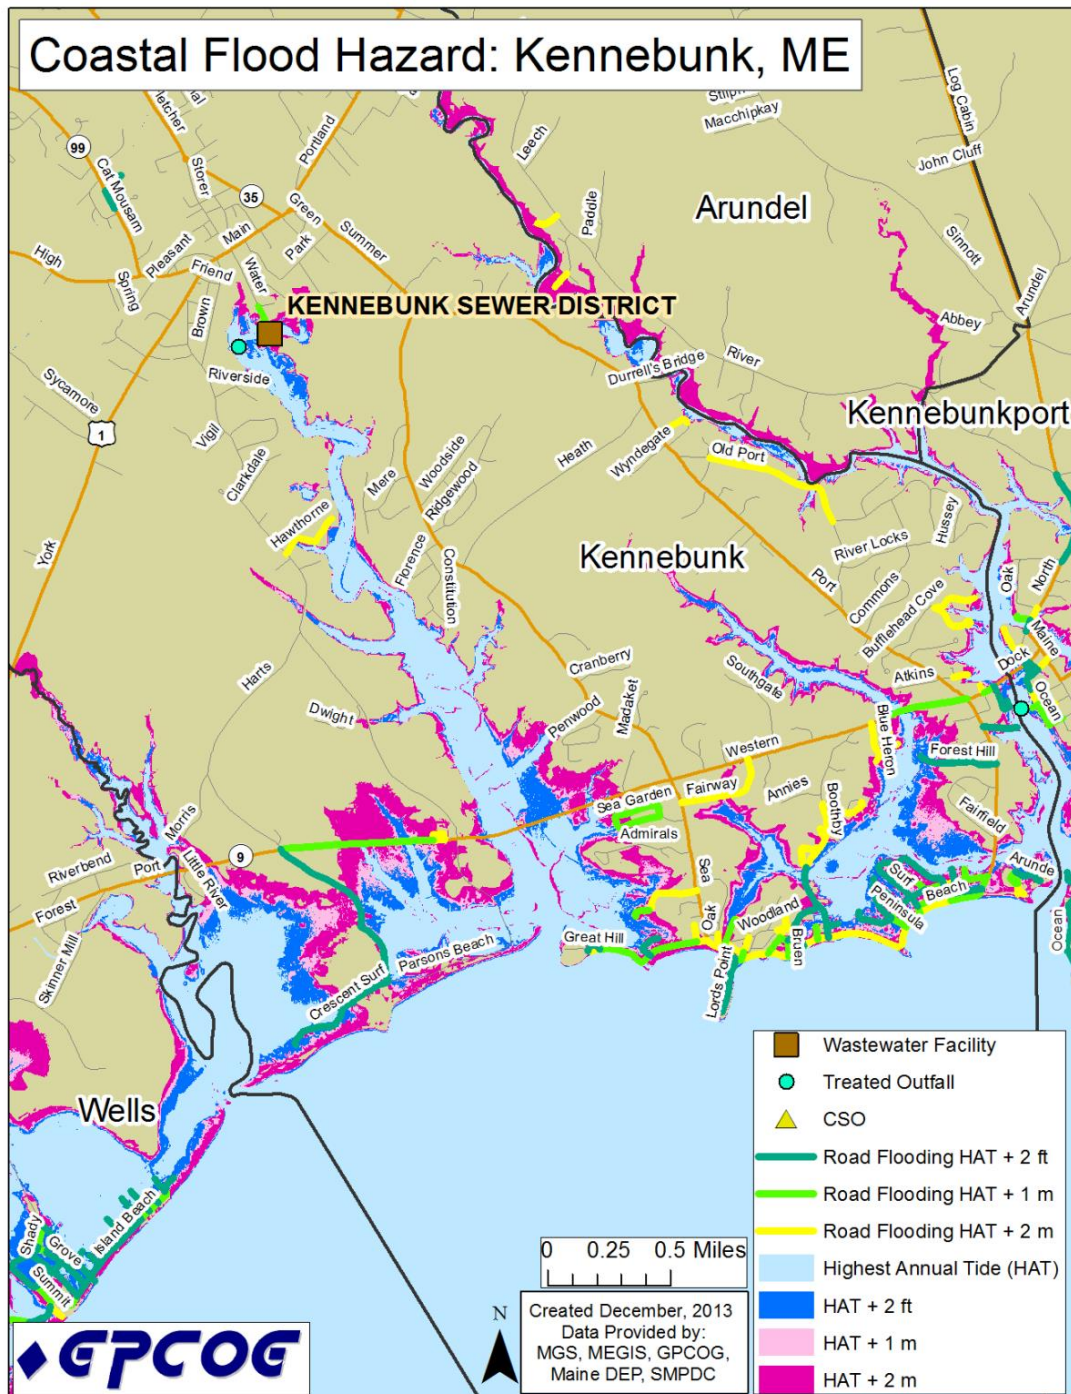 Coastal Flood Hazard: Kennebunk, ME
Log Cabin
Macchipkay
John Cluff
Leech
Portland
Storer
99
Cat Mousam
35
Green
Summer
Paddle
Arundel
Sinnott
High
Pleasant
Main
Park
Spring
Friend
Water
Brown
KENNEBUNK SEWER DISTRICT
Arundel
Abbey
Riverside
Durrell's Bridge
River
Sycamore
1
Vigil
Kennebunkport
Clarkdale
Mere
Woodside
Ridgewood
Heath
Wyndegate
Old Port
Hawthorne
Hussey
River Locks
York
Florence
Constitution
Kennebunk
Port
Commons
Bufflehead Cove
Oak
North
Maine
Harts
Cranberry
Southgate
Atkins
Dock
Ocean
Dwight
Penwood
Madaket
Blue Heron
Western
Forest Hill
Sea Garden
Fairway
Annies
Boothby
Fairfield
Admirals
Morris
9
Riverbend
Port
Little River
Forest
Sea
Arunde
Surf
Beach
Peninsula
Oak
Woodland
Skinner Mill
Great Hill
Parsons Beach
Crescent Surf
Lords Point
Bruen
Ocean
Wells
Island Beach
Shady
Grove
Summit
Wastewater Facility
Treated Outfall
CSO
Road Flooding HAT + 2 ft
Road Flooding HAT + 1 m
Road Flooding HAT + 2 m
Highest Annual Tide (HAT)
HAT + 2 ft
HAT + 1 m
HAT + 2 m
0 0.25 0.5 Miles
N
Created December, 2013
Data Provided by:
MGS, MEGIS, GPCOG,
Maine DEP, SMPDC
GPCOG